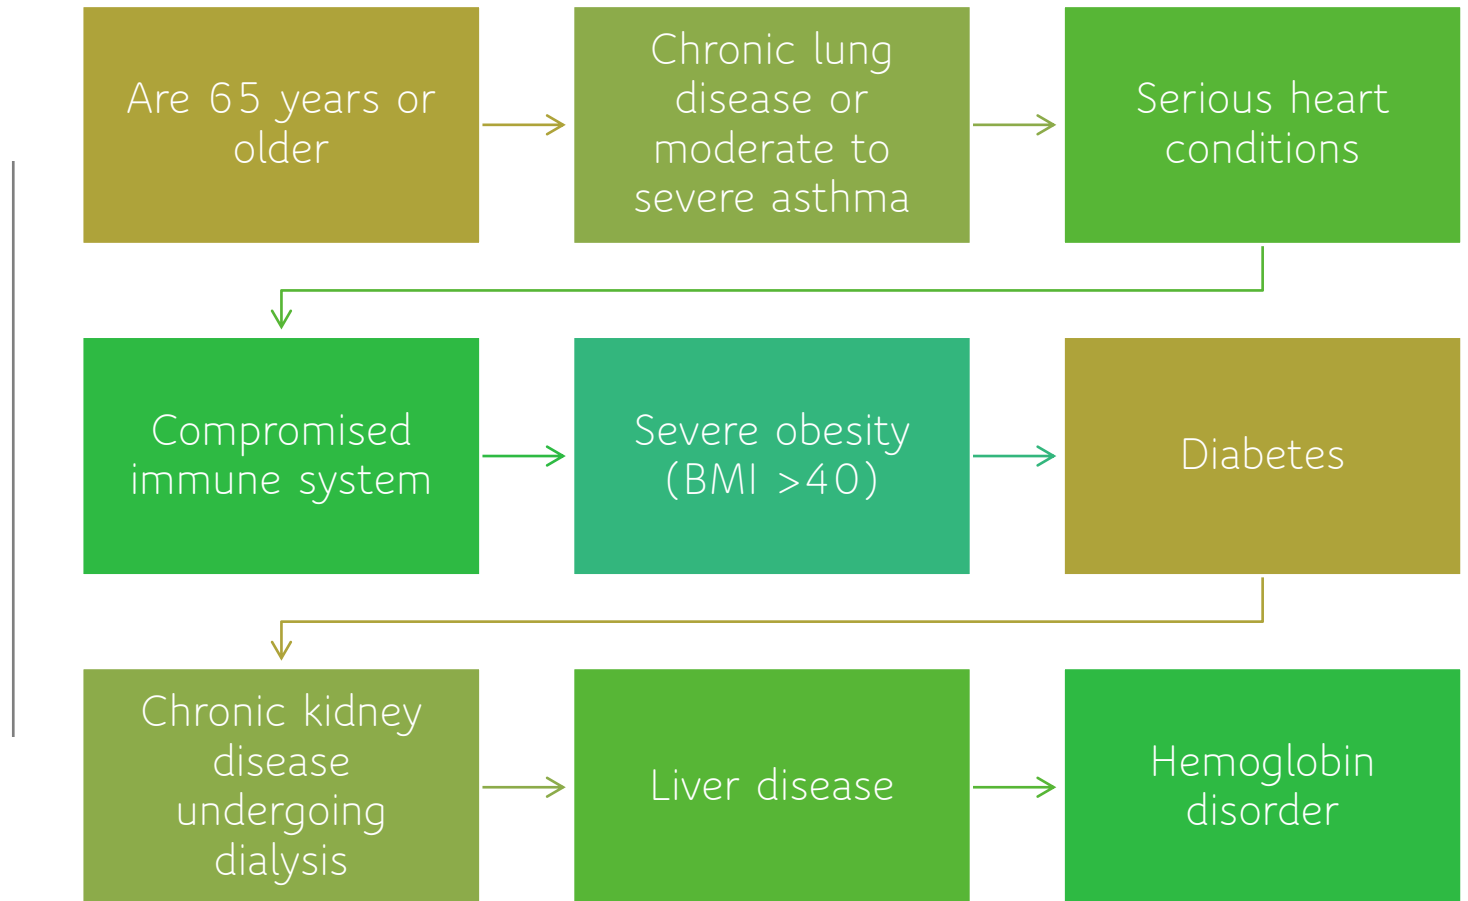 Are 65 years or
older
Chronic lung
disease or
moderate to
severe asthma
Serious heart
conditions
Compromised
immune system
Severe obesity
(BMI >40)
Diabetes
Chronic kidney
disease
undergoing
dialysis
Liver disease
Hemoglobin
disorder